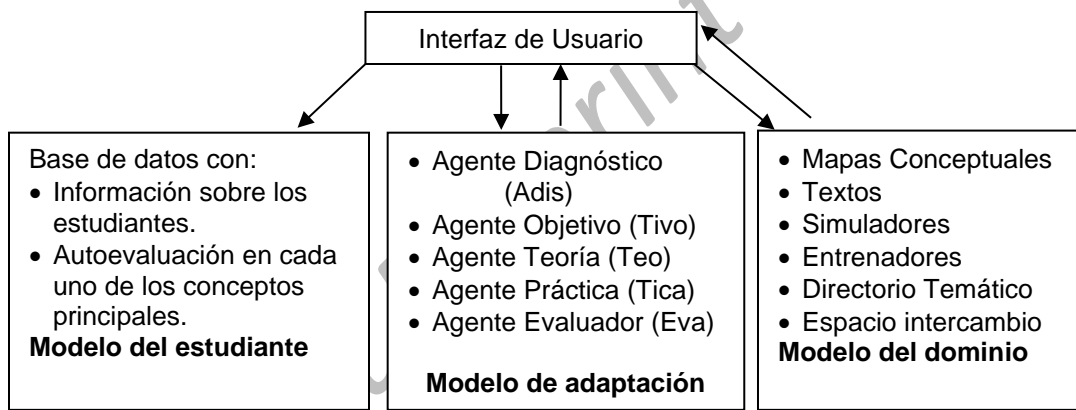 Interfaz de Usuario
Base de datos con:
• Información sobre los
estudiantes.
• Autoevaluación en cada
uno de los conceptos
principales.
Modelo del estudiante
• Agente Diagnóstico
(Adis)
• Agente Objetivo (Tivo)
• Agente Teoría (Teo)
• Agente Práctica (Tica)
• Agente Evaluador (Eva)
Modelo de adaptación
• Mapas Conceptuales
• Textos
• Simuladores
• Entrenadores
• Directorio Temático
• Espacio intercambio
Modelo del dominio